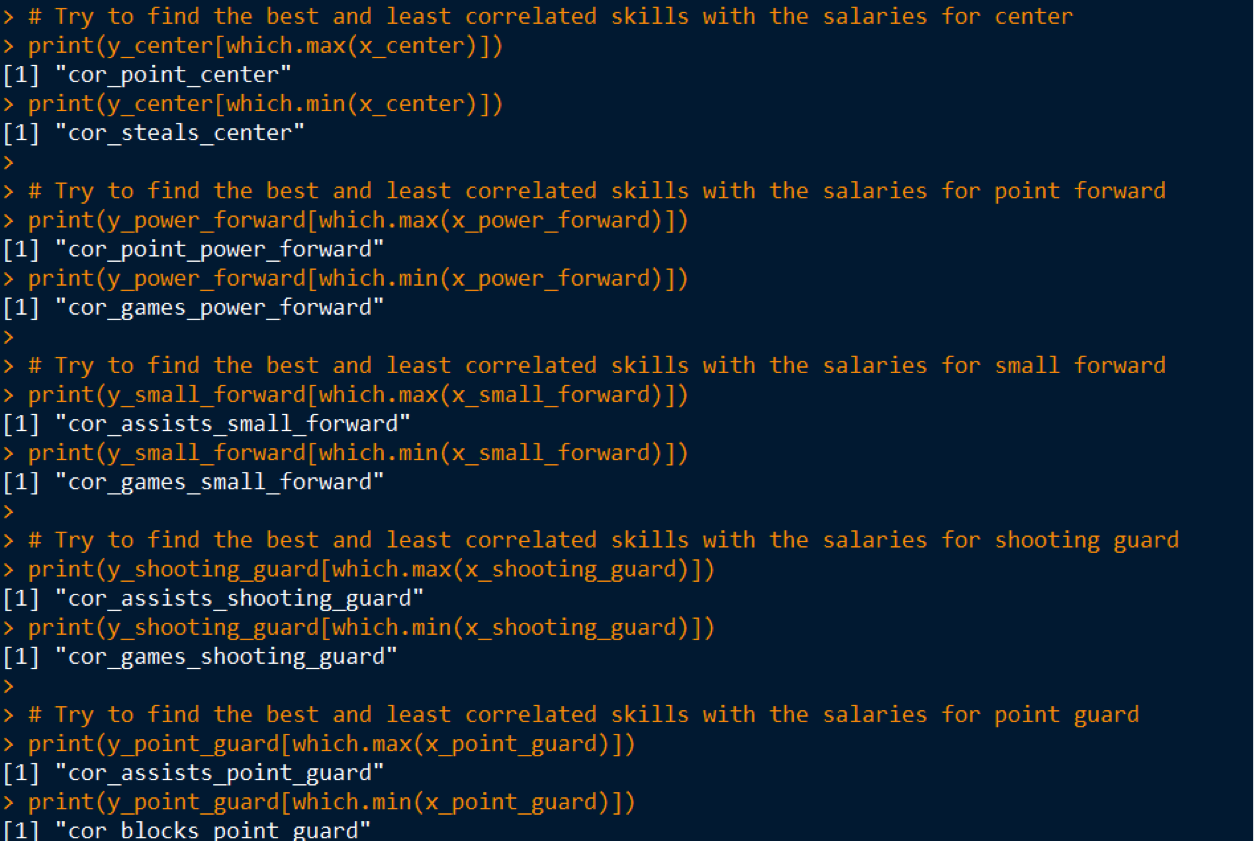 > # Try to find the best and least correlated skills with the salaries for center
> print(y_center[which.max(x_center)])
[1] "cor_point_center"
> print(y_center[which.min(x_center)])
[1] "cor_steals_center"
>
> # Try to find the best and least correlated skills with the salaries for point forward
> print(y_power_forward[which.max(x_power_forward)])
[1] "cor_point_power_forward"
> print(y_power_forward[which.min(x_power_forward)])
[1] "cor_games_power_forward"
>
> # Try to find the best and least correlated skills with the salaries for small forward
> print(y_small_forward[which.max(x_small_forward)])
[1] "cor_assists_small_forward"
> print(y_small_forward[which.min(x_small_forward)])
[1] "cor_games_small_forward"
>
> # Try to find the best and least correlated skills with the salaries for shooting guard
> print(y_shooting_guard[which.max(x_shooting_guard)])
[1] "cor_assists_shooting_guard"
> print(y_shooting_guard[which.min(x_shooting_guard)])
[1] "cor_games_shooting_guard"
>
> # Try to find the best and least correlated skills with the salaries for point guard
> print(y_point_guard[which.max(x_point_guard)])
[1] "cor_assists_point_guard"
> print(y_point_guard[which.min(x_point_guard)])
[1] "cor_blocks_point_guard"